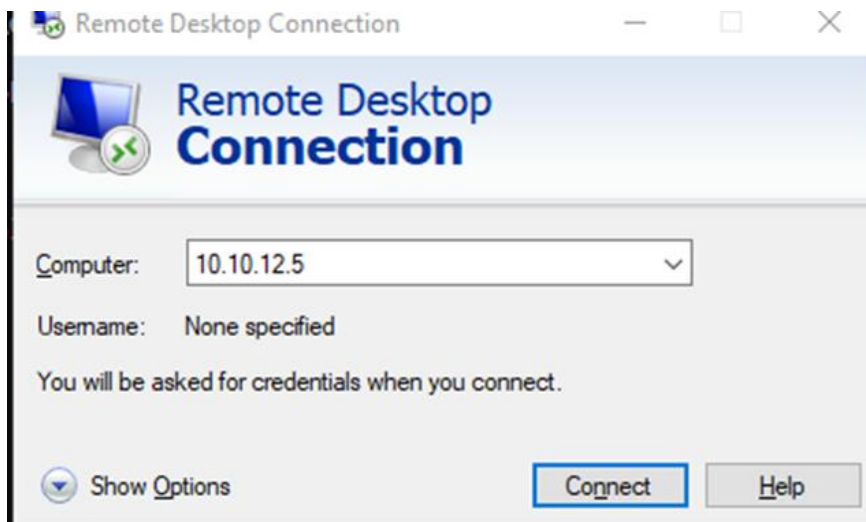 Remote Desktop Connection
Remote Desktop
Connection
Computer: 10.10.12.5
Username: None specified
You will be asked for credentials when you connect.
Show Options Connect Help